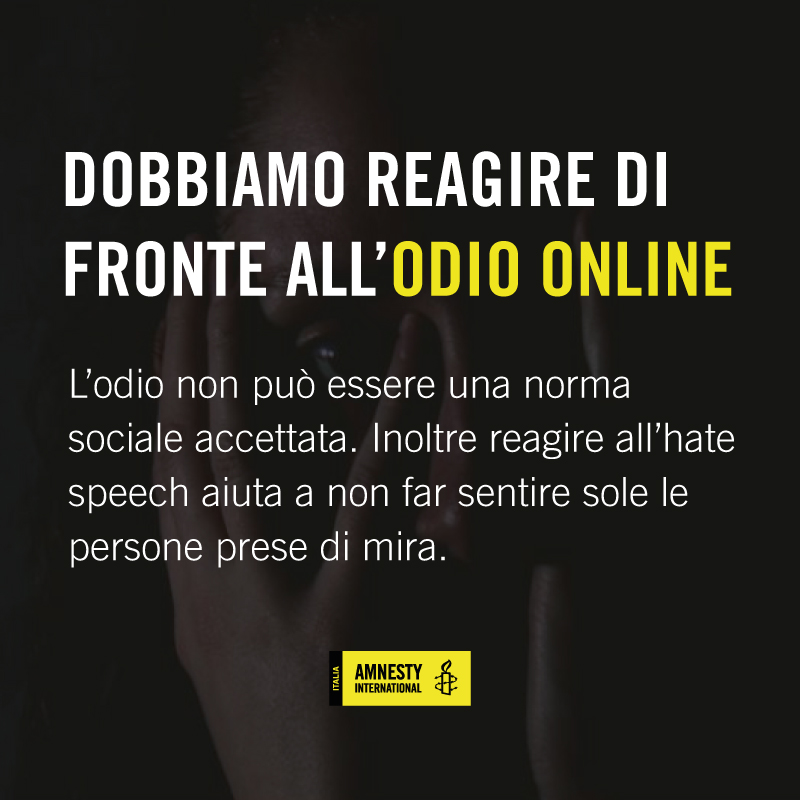 DOBBIAMO REAGIRE DI
FRONTE ALL’ODIO ONLINE
L’odio non può essere una norma
sociale accettata. Inoltre reagire all’hate
speech aiuta a non far sentire sole le
persone prese di mira.
ITALIA
AMNESTY
INTERNATIONAL